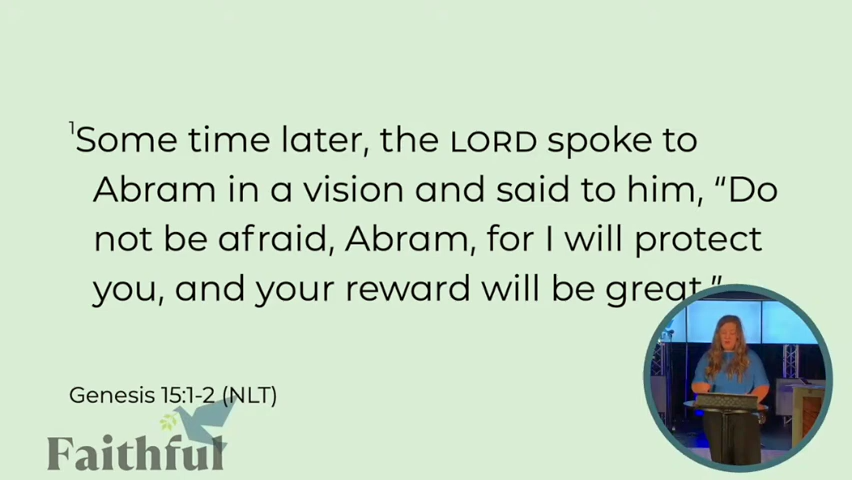 ¹Some time later, the LORD spoke to
Abram in a vision and said to him, “Do
not be afraid, Abram, for I will protect
you, and your reward will be great.”
Genesis 15:1-2 (NLT)
Faithful